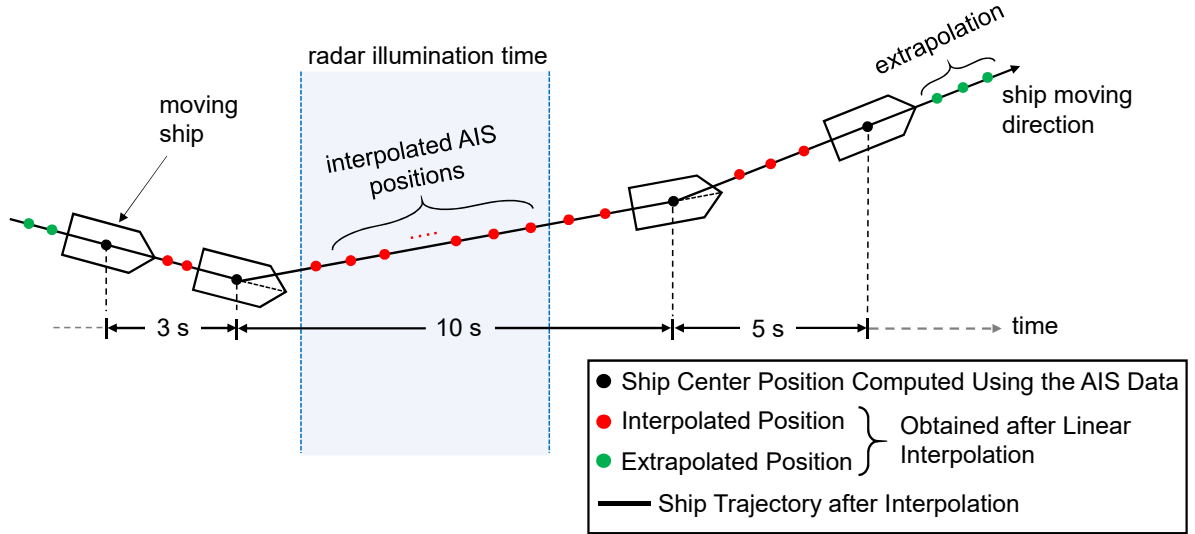 radar illumination time
extrapolation
moving
ship
ship moving
direction
interpolated AIS
positions
.....
3 s
10 s
5 s
time
Ship Center Position Computed Using the AIS Data
Interpolated Position
Extrapolated Position
Obtained after Linear
Interpolation
Ship Trajectory after Interpolation